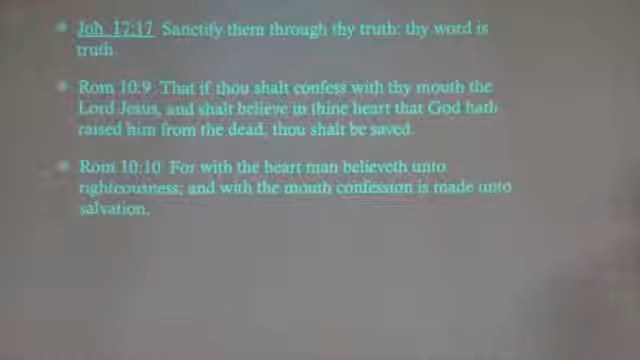 Joh 17:17 Sanctify them through thy truth: thy word is
truth.
Rom 10:9 That if thou shalt confess with thy mouth the
Lord Jesus, and shalt believe in thine heart that God hath
raised him from the dead, thou shalt be saved.
Rom 10:10 For with the heart man believeth unto
righteousness; and with the mouth confession is made unto
salvation.